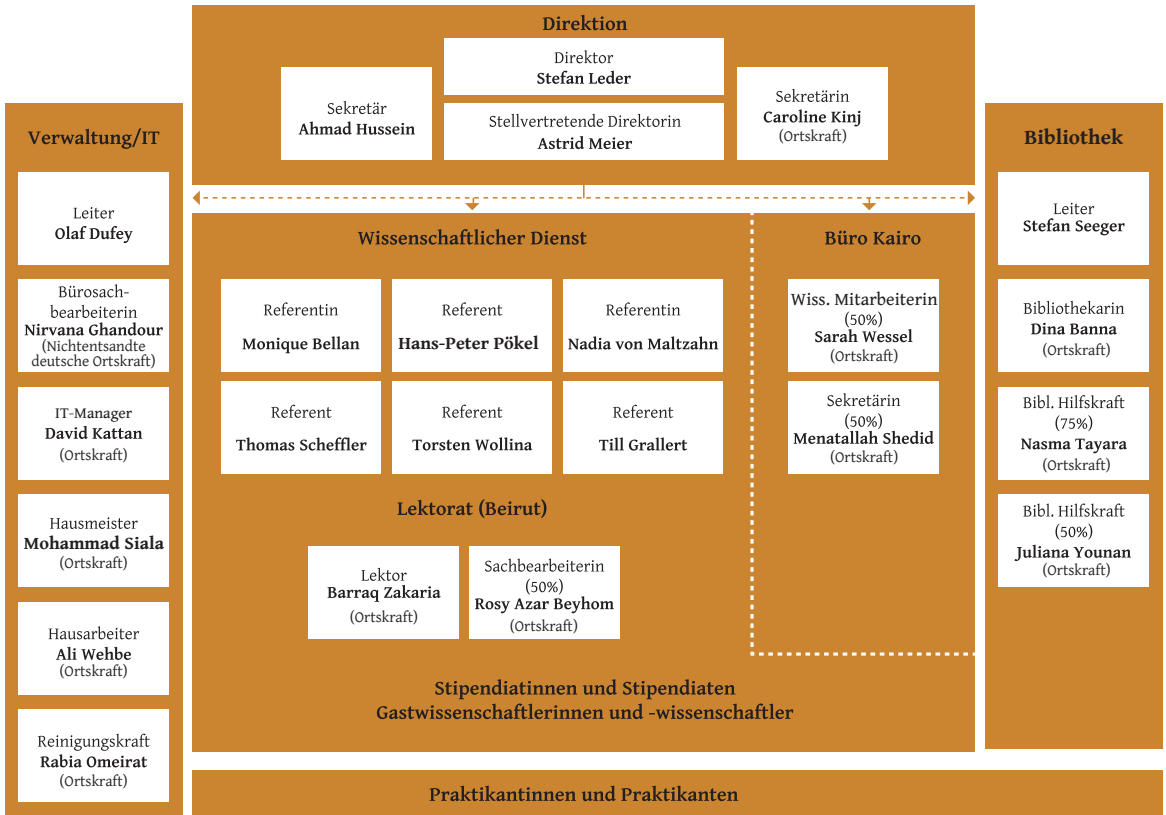 Direktion
Direktor
Stefan Leder
Sekretär
Ahmad Hussein
Stellvertretende Direktorin
Astrid Meier
Sekretärin
Caroline Kinj
(Ortskraft)
Verwaltung/IT
Leiter
Olaf Dufey
Bürosach-
bearbeiterin
Nirvana Ghandour
(Nichtentsandte
deutsche Ortskraft)
IT-Manager
David Kattan
(Ortskraft)
Hausmeister
Mohammad Siala
(Ortskraft)
Hausarbeiter
Ali Wehbe
(Ortskraft)
Reinigungskraft
Rabia Omeirat
(Ortskraft)
Wissenschaftlicher Dienst
Referentin
Monique Bellan
Referent
Hans-Peter Pökel
Referentin
Nadia von Maltzahn
Referent
Thomas Scheffler
Referent
Torsten Wollina
Referent
Till Grallert
Lektorat (Beirut)
Lektor
Barraq Zakaria
(Ortskraft)
Sachbearbeiterin
(50%)
Rosy Azar Beyhom
(Ortskraft)
Büro Kairo
Wiss. Mitarbeiterin
(50%)
Sarah Wessel
(Ortskraft)
Sekretärin
(50%)
Menatallah Shedid
(Ortskraft)
Stipendiatinnen und Stipendiaten
Gastwissenschaftlerinnen und -wissenschaftler
Bibliothek
Leiter
Stefan Seeger
Bibliothekarin
Dina Banna
(Ortskraft)
Bibl. Hilfskraft
(75%)
Nasma Tayara
(Ortskraft)
Bibl. Hilfskraft
(50%)
Juliana Younan
(Ortskraft)
Praktikantinnen und Praktikanten